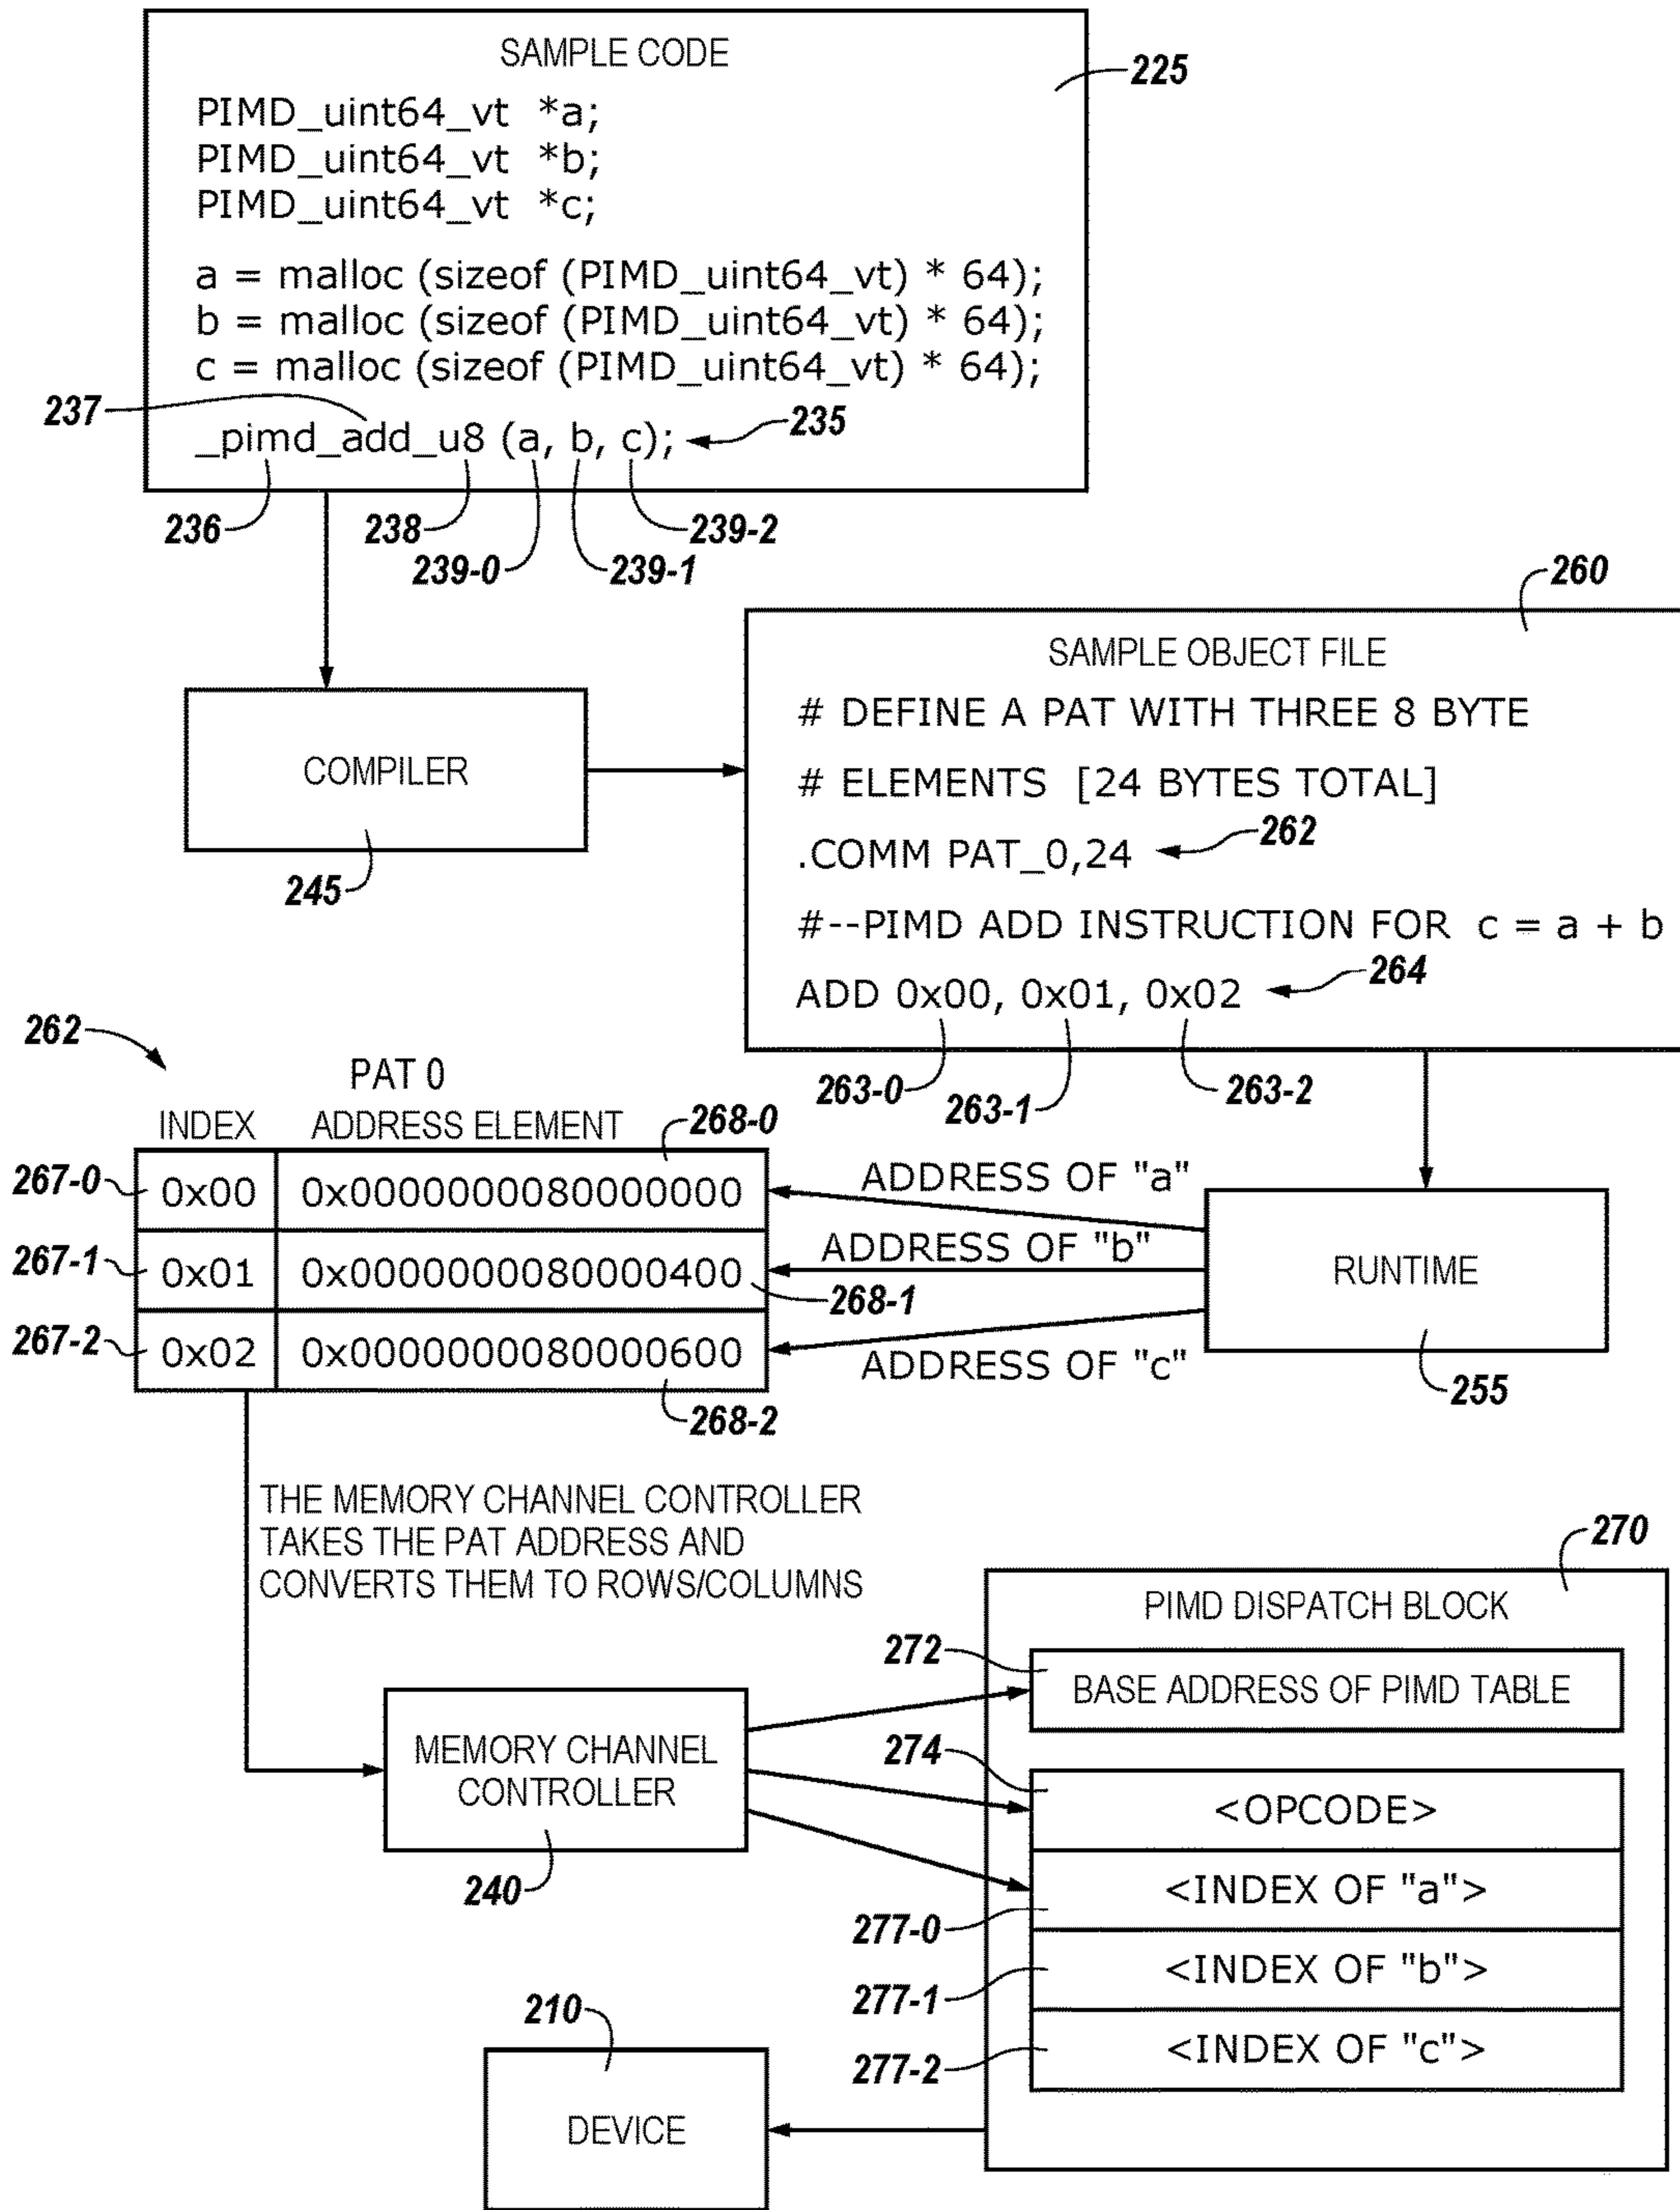 SAMPLE CODE
225
PIMD_uint64_vt *a;
PIMD_uint64_vt *b;
PIMD_uint64_vt *c;
a = malloc (sizeof (PIMD_uint64_vt) * 64);
b = malloc (sizeof (PIMD_uint64_vt) * 64);
c = malloc (sizeof (PIMD_uint64_vt) * 64);
237
_pimd_add_u8 (a, b, c);
235
236
238
239-2
239-0
239-1
260
SAMPLE OBJECT FILE
# DEFINE A PAT WITH THREE 8 BYTE
# ELEMENTS [24 BYTES TOTAL]
.COMM PAT_0,24
262
#--PIMD ADD INSTRUCTION FOR c = a + b
ADD 0x00, 0x01, 0x02
264
263-0
263-1
263-2
COMPILER
245
262
PAT 0
INDEX ADDRESS ELEMENT
268-0
267-0
0x00 0x0000000080000000
ADDRESS OF "a"
267-1
0x01 0x0000000080000400
ADDRESS OF "b"
268-1
267-2
0x02 0x0000000080000600
ADDRESS OF "c"
268-2
RUNTIME
255
THE MEMORY CHANNEL CONTROLLER
TAKES THE PAT ADDRESS AND
CONVERTS THEM TO ROWS/COLUMNS
270
PIMD DISPATCH BLOCK
272
BASE ADDRESS OF PIMD TABLE
274
<OPCODE>
MEMORY CHANNEL
CONTROLLER
240
<INDEX OF "a">
277-0
<INDEX OF "b">
277-1
<INDEX OF "c">
277-2
210
DEVICE